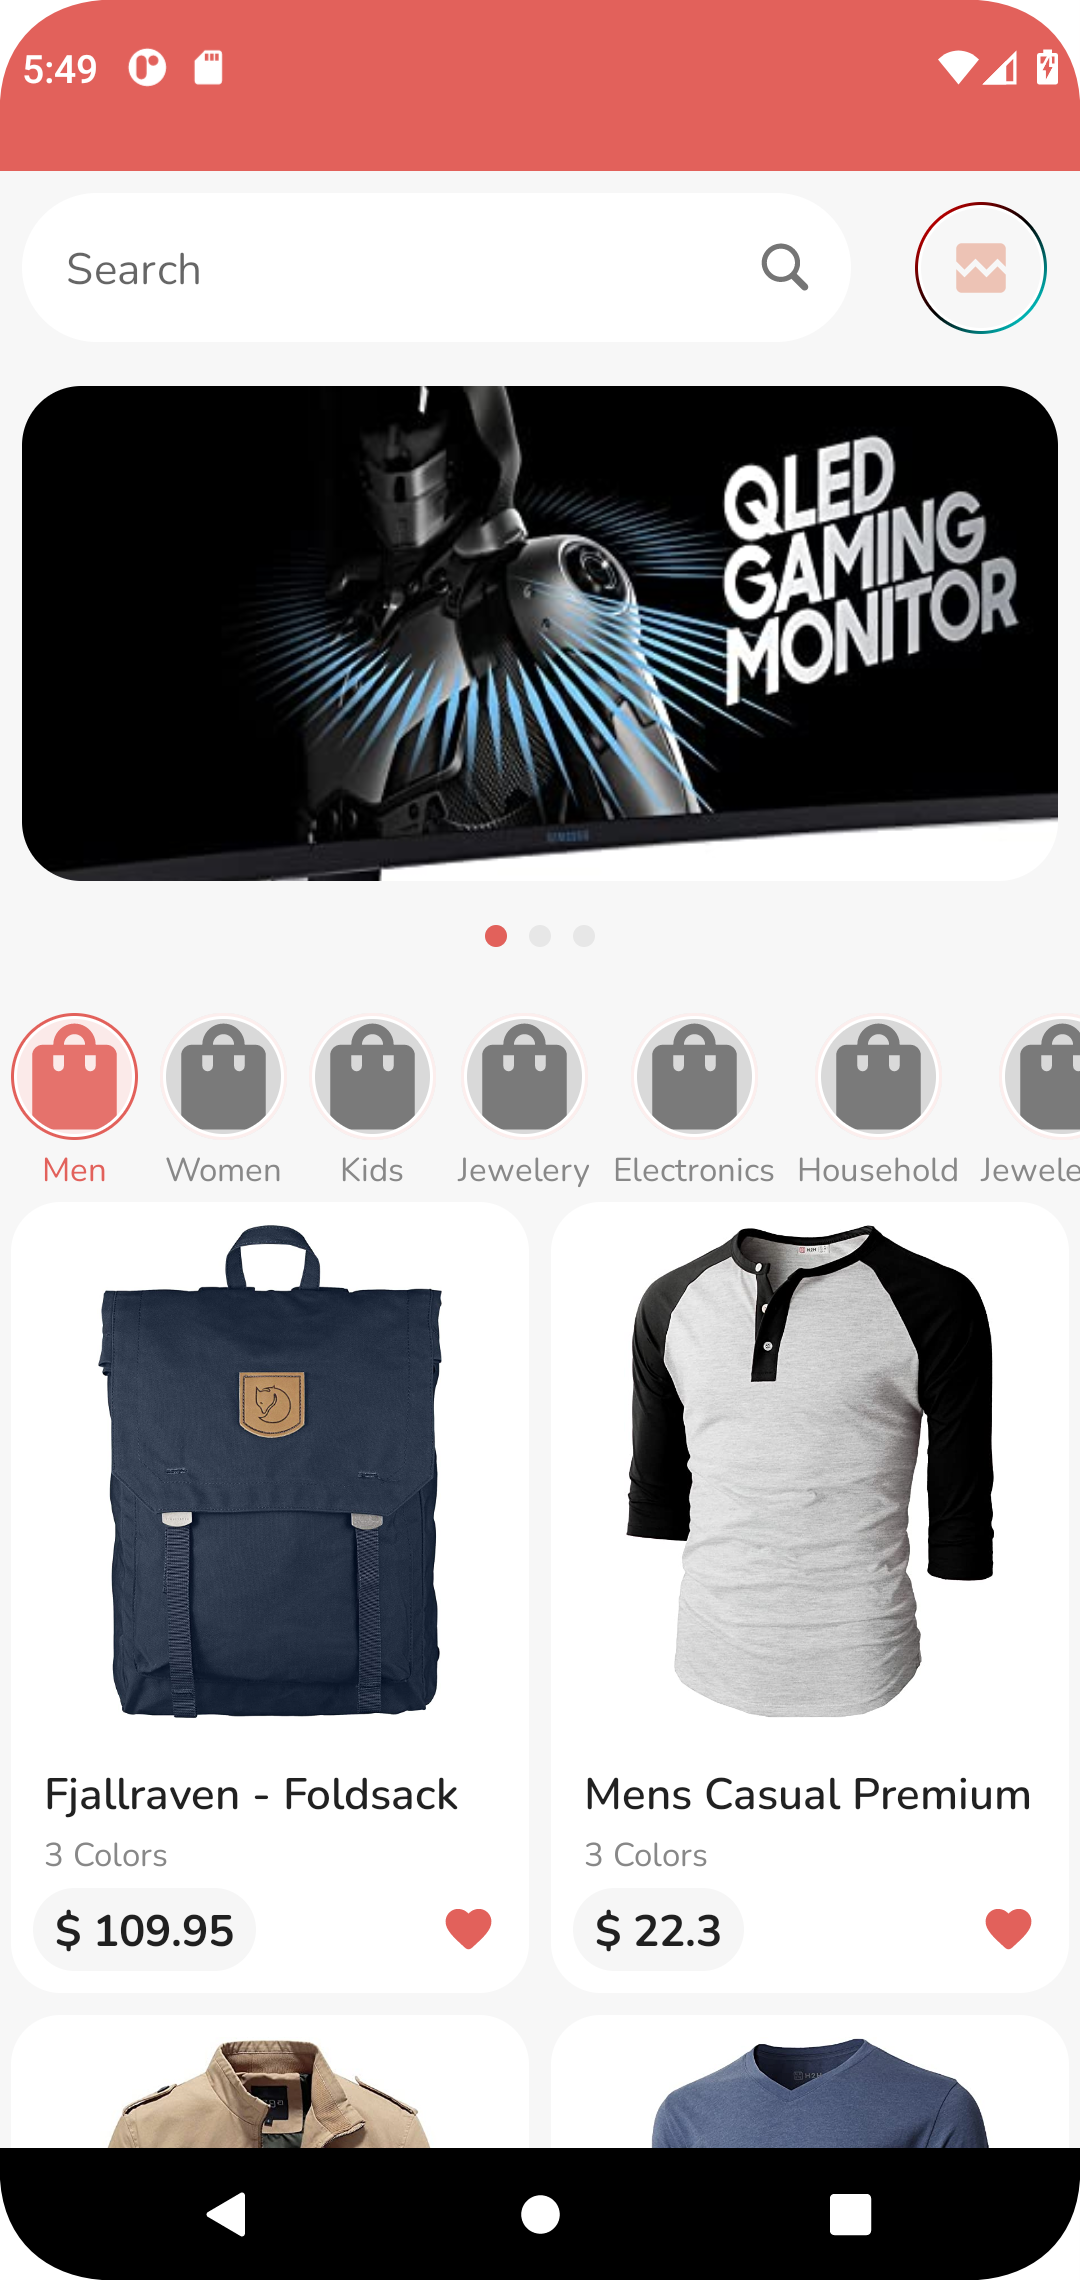 5:49
Search
QLED
GAMING
MONITOR
SAMSUNG
Men
Women
Kids
Jewelery
Electronics
Household
Jewele
Fjallraven - Foldsack
3 Colors
$ 109.95
Mens Casual Premium
3 Colors
$ 22.3